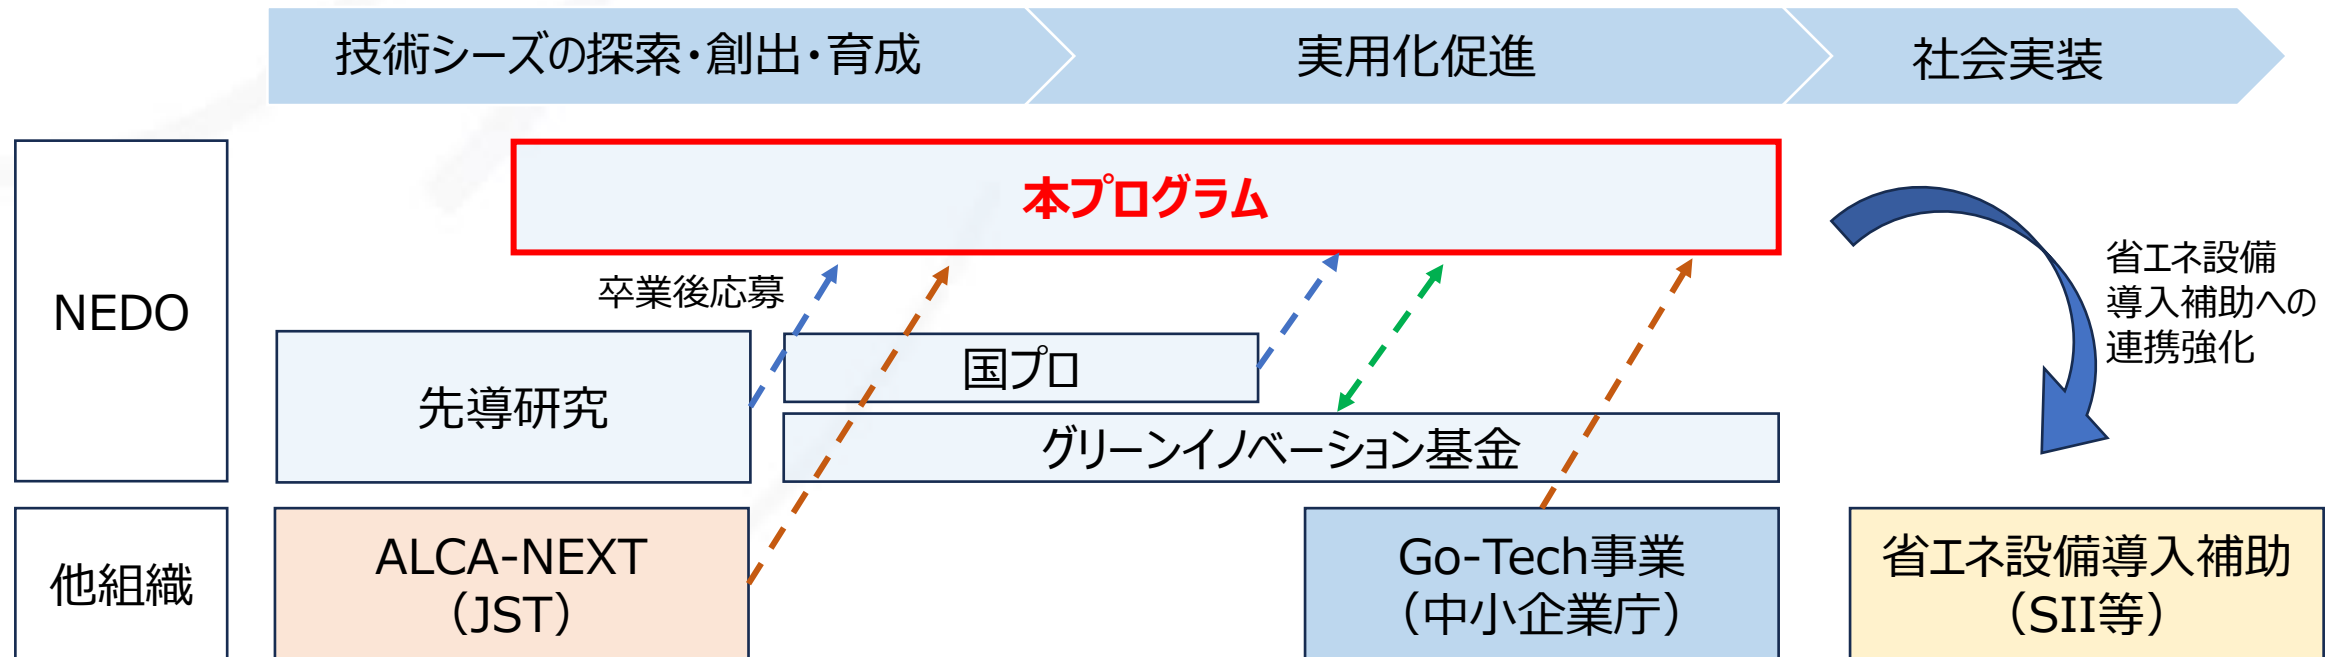 技術シーズの探索・創出・育成
実用化促進
社会実装
NEDO
本プログラム
卒業後応募
先導研究
国プロ
グリーンイノベーション基金
省エネ設備
導入補助への
連携強化
他組織
ALCA-NEXT
（JST）
Go-Tech事業
（中小企業庁）
省エネ設備導入補助
（SII等）